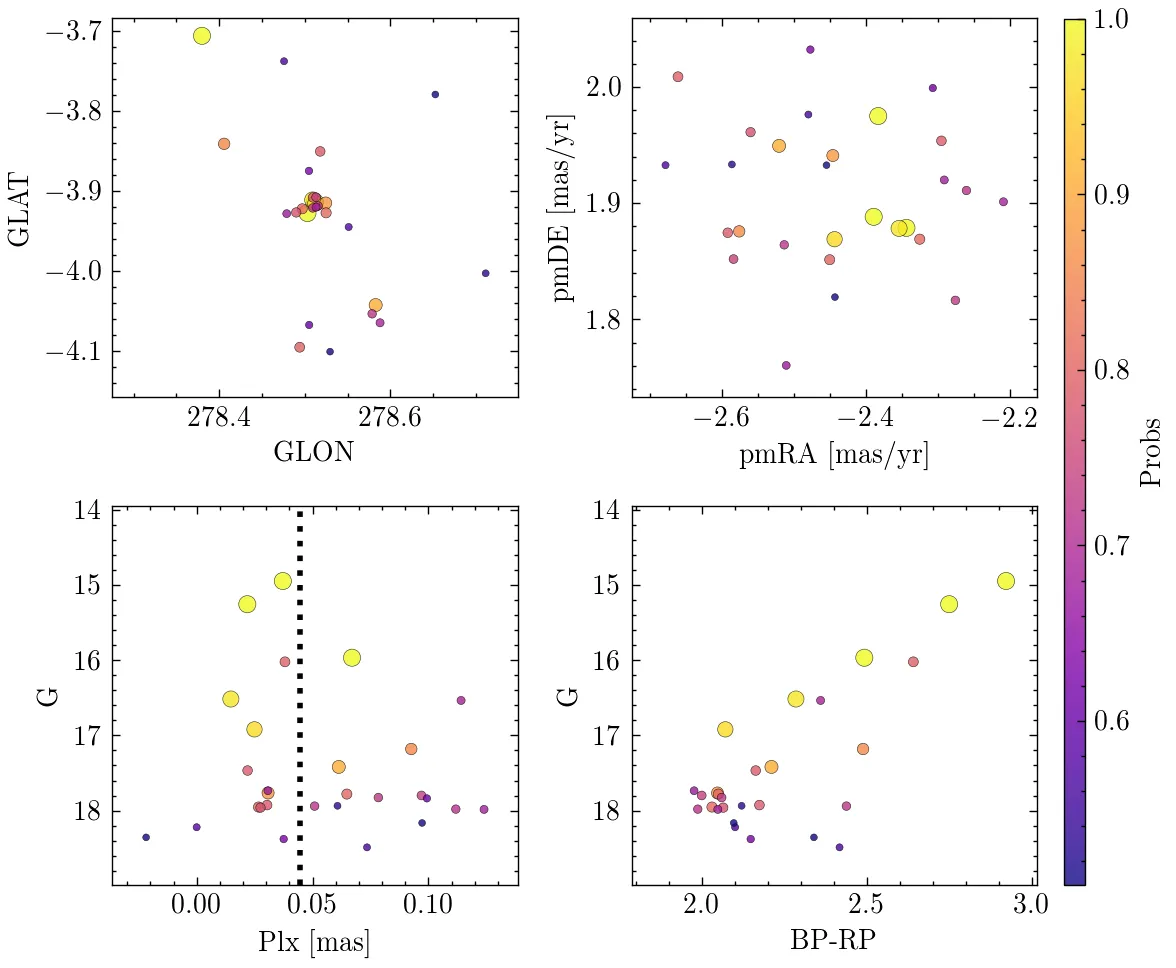 −3.7
−3.8
−3.9
−4.0
−4.1
GLAT
278.4 278.6
GLON
2.0
1.9
1.8
pmDE [mas/yr]
−2.6 −2.4 −2.2
pmRA [mas/yr]
1.0
0.9
0.8
0.7
0.6
Probs
14
15
16
17
18
G
0.00 0.05 0.10
Plx [mas]
14
15
16
17
18
G
2.0 2.5 3.0
BP-RP